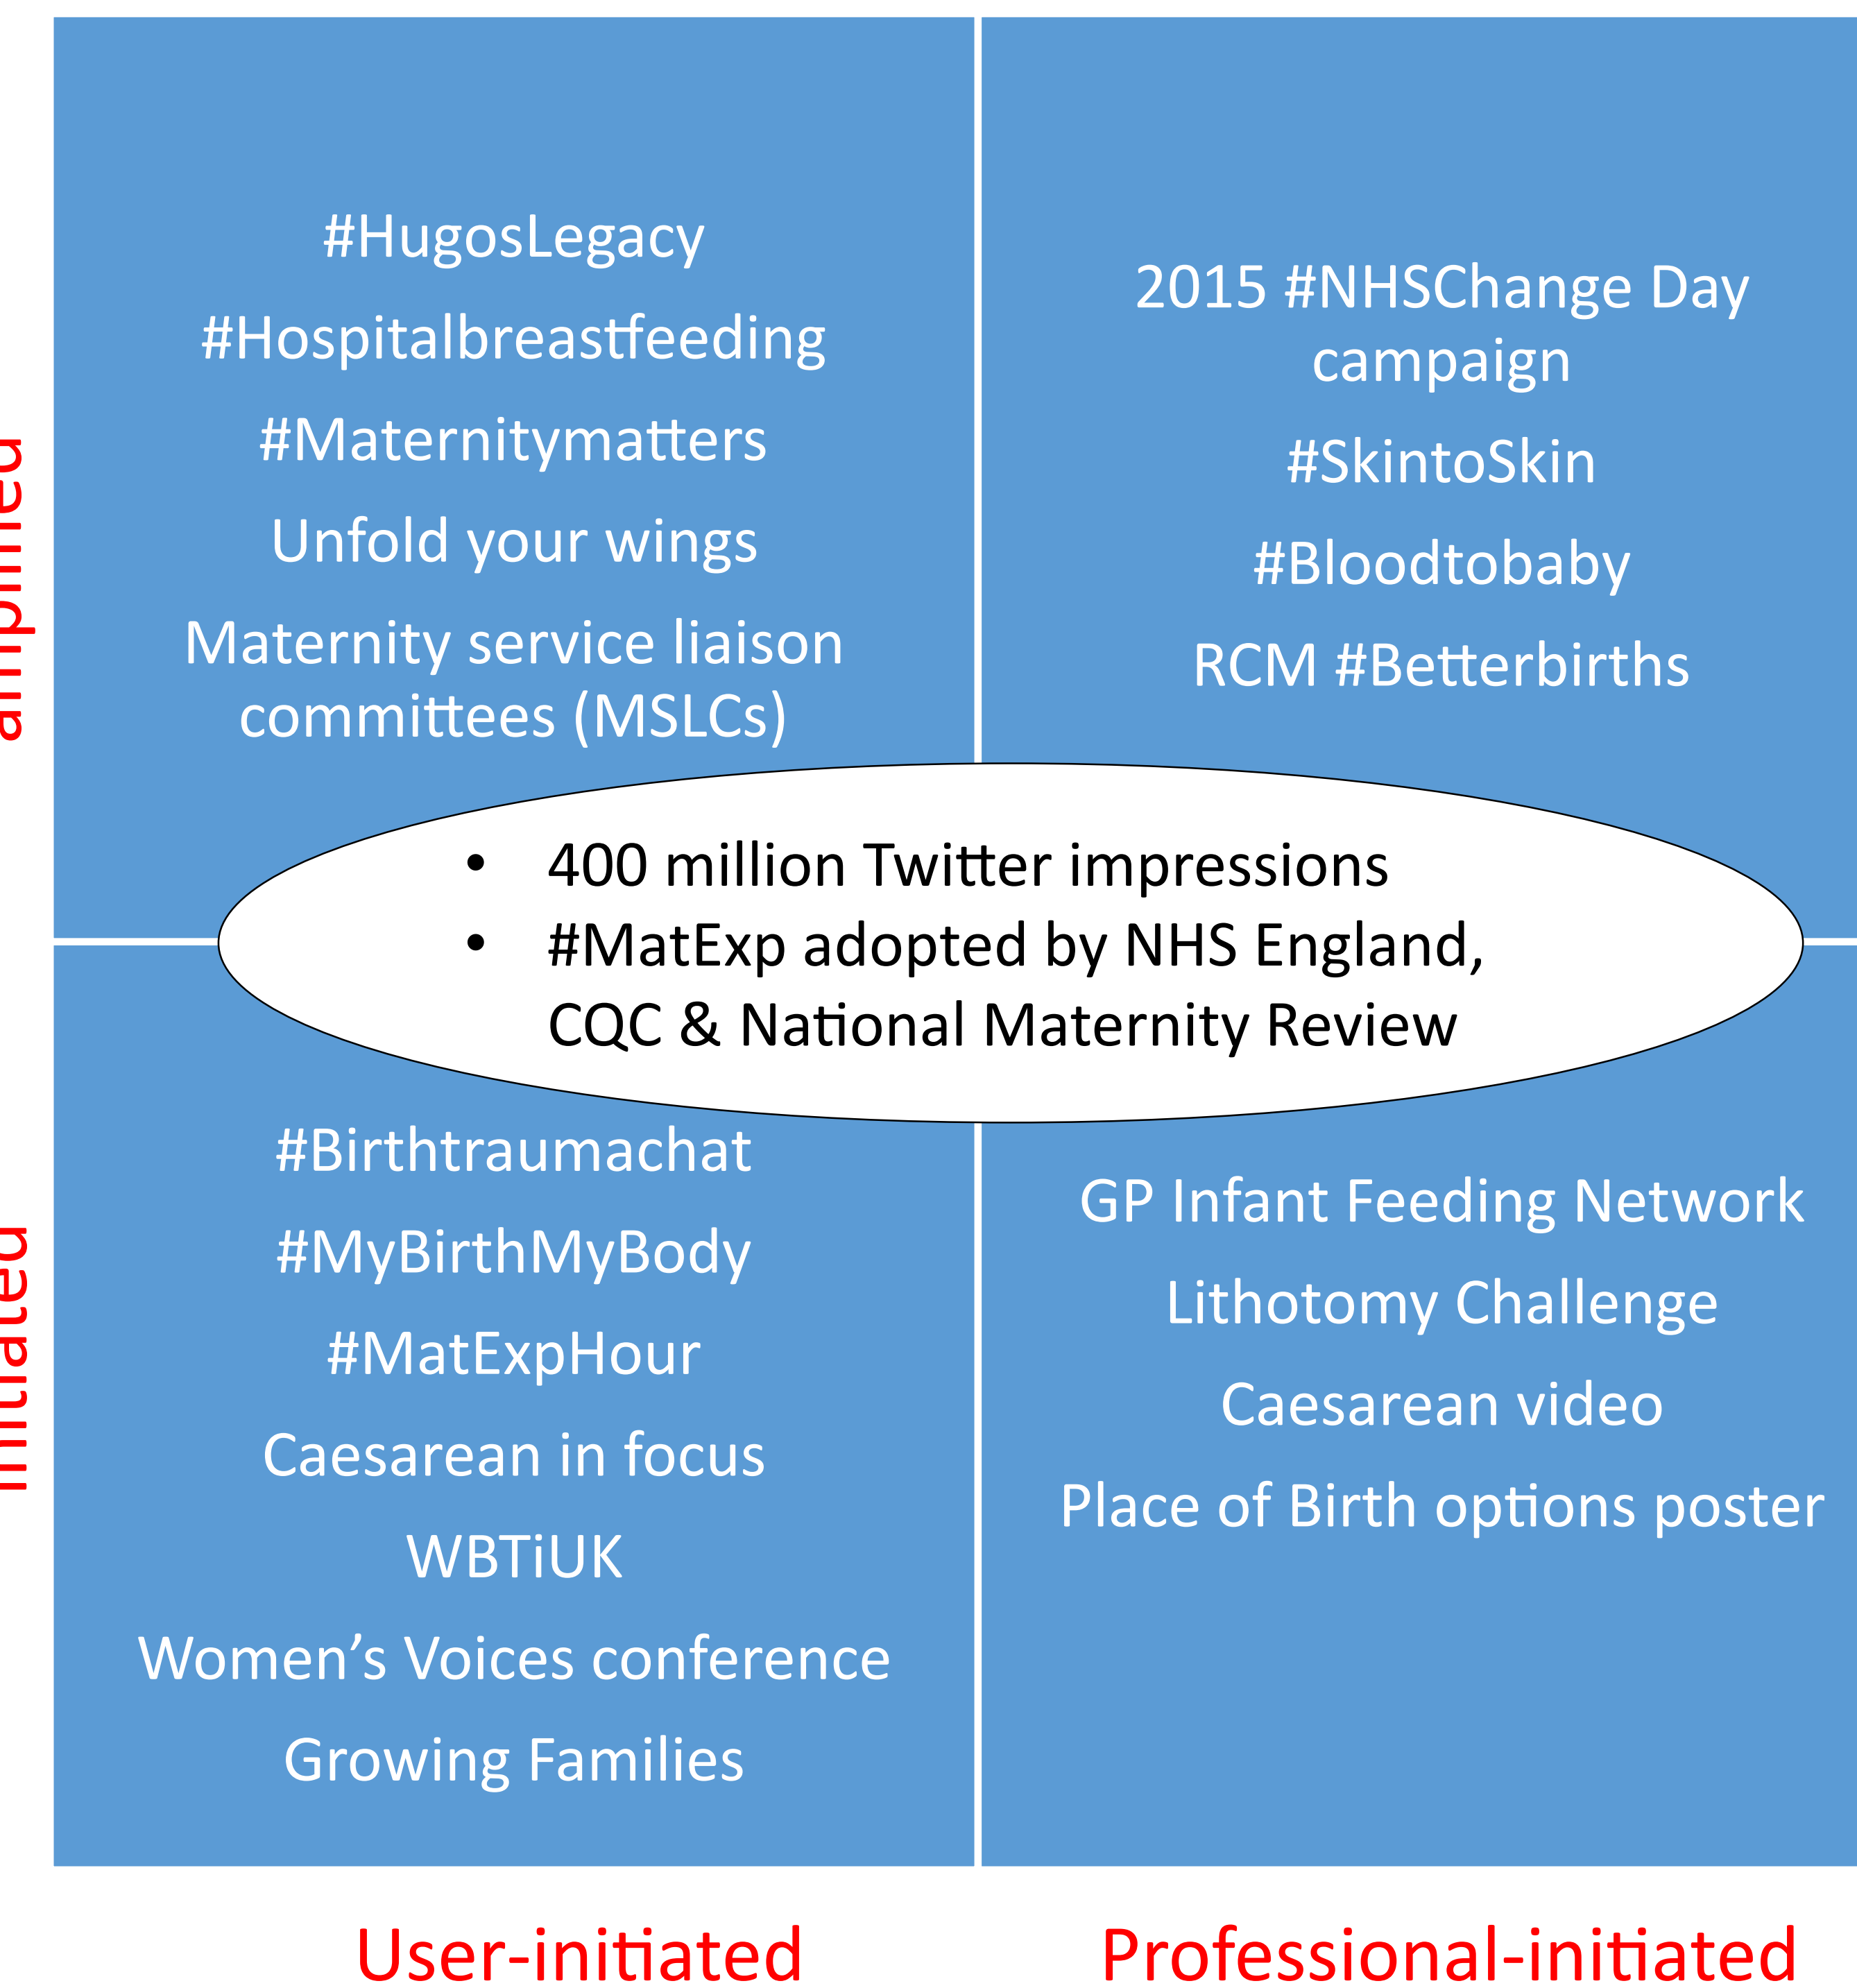 #HugosLegacy
#Hospitalbreastfeeding
#Maternitymatters
Unfold your wings
Maternity service liaison
committees (MSLCs)
2015 #NHSChange Day
campaign
#SkintoSkin
#Bloodtobaby
RCM #Betterbirths
amplified
• 400 million Twitter impressions
• #MatExp adopted by NHS England,
CQC & National Maternity Review
#Birthtraumachat
#MyBirthMyBody
#MatExpHour
Caesarean in focus
WBTiUK
Women’s Voices conference
Growing Families
GP Infant Feeding Network
Lithotomy Challenge
Caesarean video
Place of Birth options poster
initiated
User-initiated
Professional-initiated